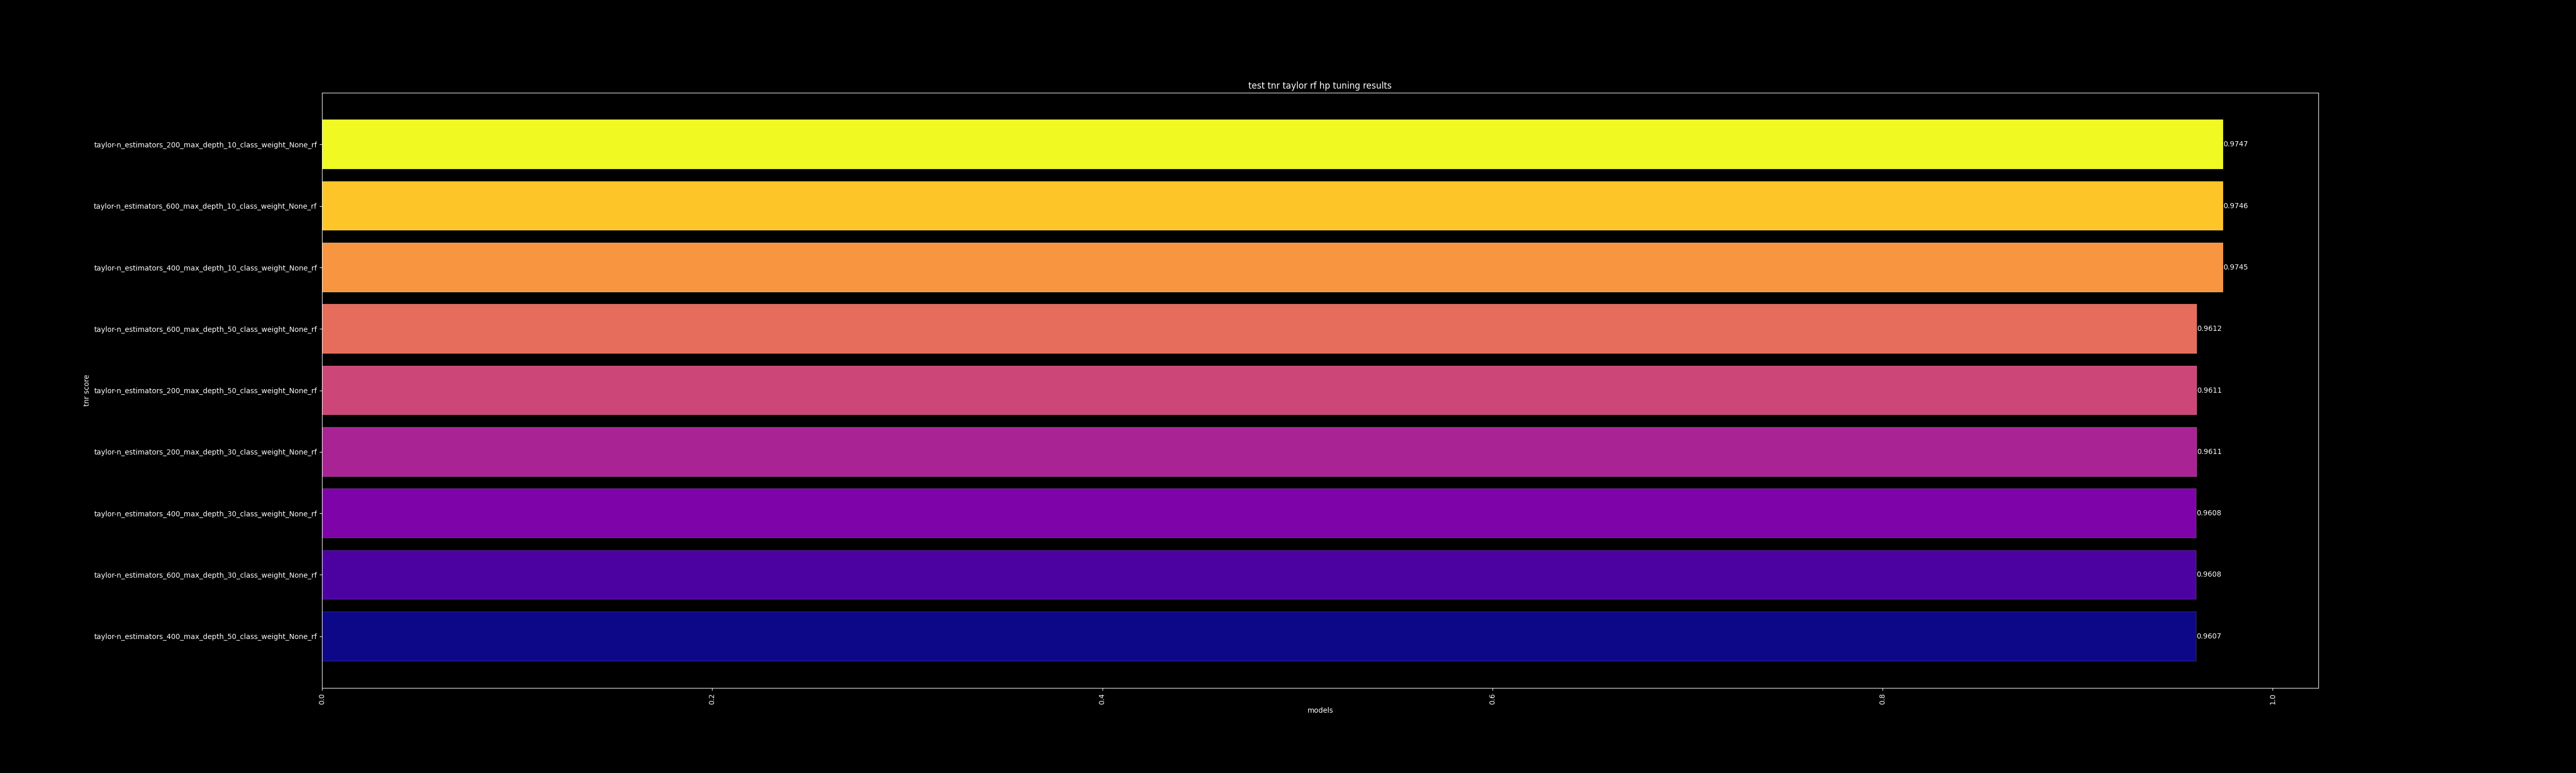 test tnr taylor rf hp tuning results
taylor-n_estimators_200_max_depth_10_class_weight_None_rf
0.9747
taylor-n_estimators_600_max_depth_10_class_weight_None_rf
0.9746
taylor-n_estimators_400_max_depth_10_class_weight_None_rf
0.9745
taylor-n_estimators_600_max_depth_50_class_weight_None_rf
0.9612
tnr score
taylor-n_estimators_200_max_depth_50_class_weight_None_rf
0.9611
taylor-n_estimators_200_max_depth_30_class_weight_None_rf
0.9611
taylor-n_estimators_400_max_depth_30_class_weight_None_rf
0.9608
taylor-n_estimators_600_max_depth_30_class_weight_None_rf
0.9608
taylor-n_estimators_400_max_depth_50_class_weight_None_rf
0.9607
0.0
0.2
0.4
0.6
0.8
1.0
models